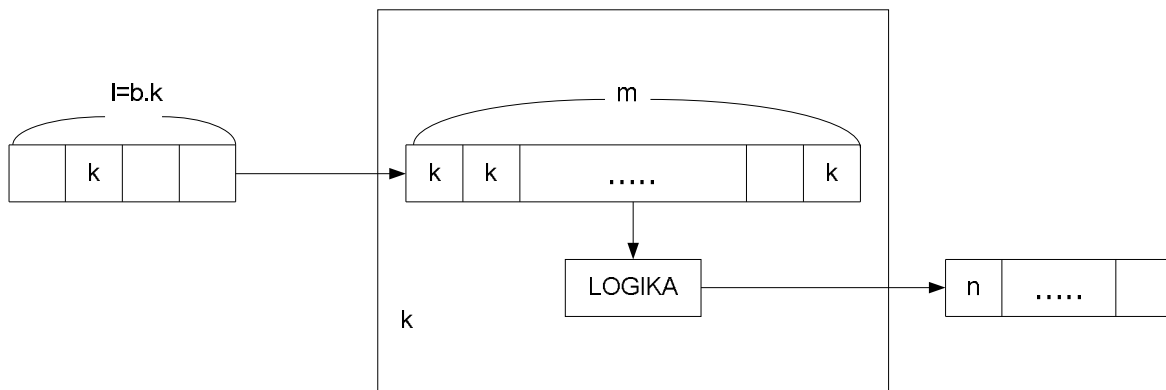 l=b.k
m
k
k k ..... k
LOGIKA
n .....
k